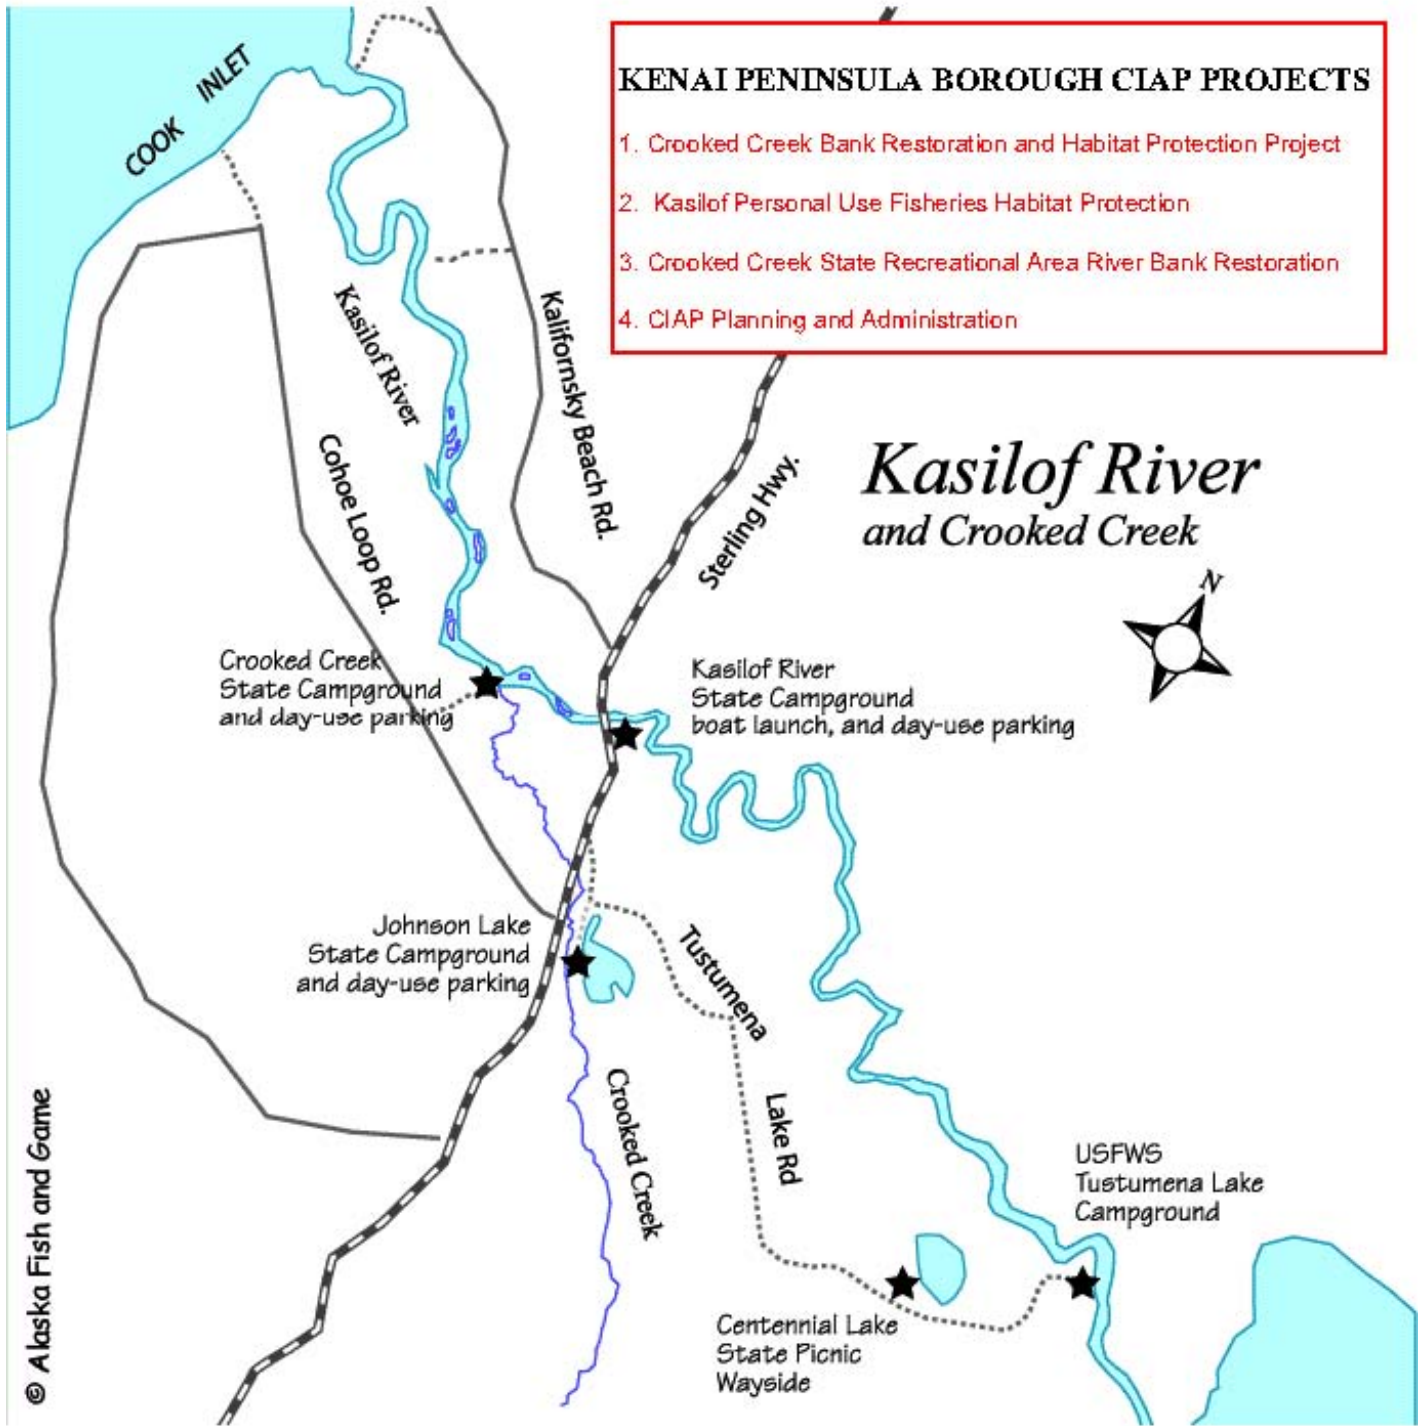 COOK INLET
KENAI PENINSULA BOROUGH CIAP PROJECTS
1. Crooked Creek Bank Restoration and Habitat Protection Project
2. Kasilof Personal Use Fisheries Habitat Protection
3. Crooked Creek State Recreational Area River Bank Restoration
4. CIAP Planning and Administration
Kasilof River
Kalifornsky Beach Rd.
Cohoe Loop Rd.
Sterling Hwy.
Kasilof River
and Crooked Creek
N
Crooked Creek
State Campground
and day-use parking
Kasilof River
State Campground
boat launch, and day-use parking
Johnson Lake
State Campground
and day-use parking
Tustumena
Lake Rd
Crooked Creek
USFWS
Tustumena Lake
Campground
Centennial Lake
State Picnic
Wayside
© Alaska Fish and Game